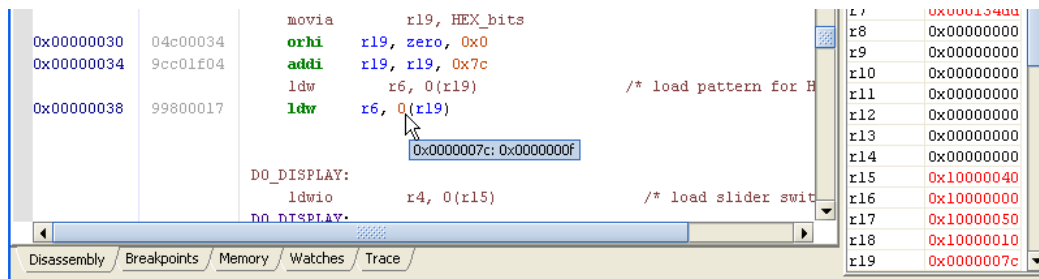 movia r19, HEX_bits
0x00000030 04c00034 orhi r19, zero, 0x0
0x00000034 9cc01f04 addi r19, r19, 0x7c
ldw r6, 0(r19) /* load pattern for H
0x00000038 99800017 ldw r6, 0(r19)
0x0000007c: 0x0000000f
DO_DISPLAY:
ldwio r4, 0(r15) /* load slider swit
DO_DISPLAY:
Disassembly Breakpoints Memory Watches Trace
r7 0x000134dd
r8 0x00000000
r9 0x00000000
r10 0x00000000
r11 0x00000000
r12 0x00000000
r13 0x00000000
r14 0x00000000
r15 0x10000040
r16 0x10000000
r17 0x10000050
r18 0x10000010
r19 0x0000007c